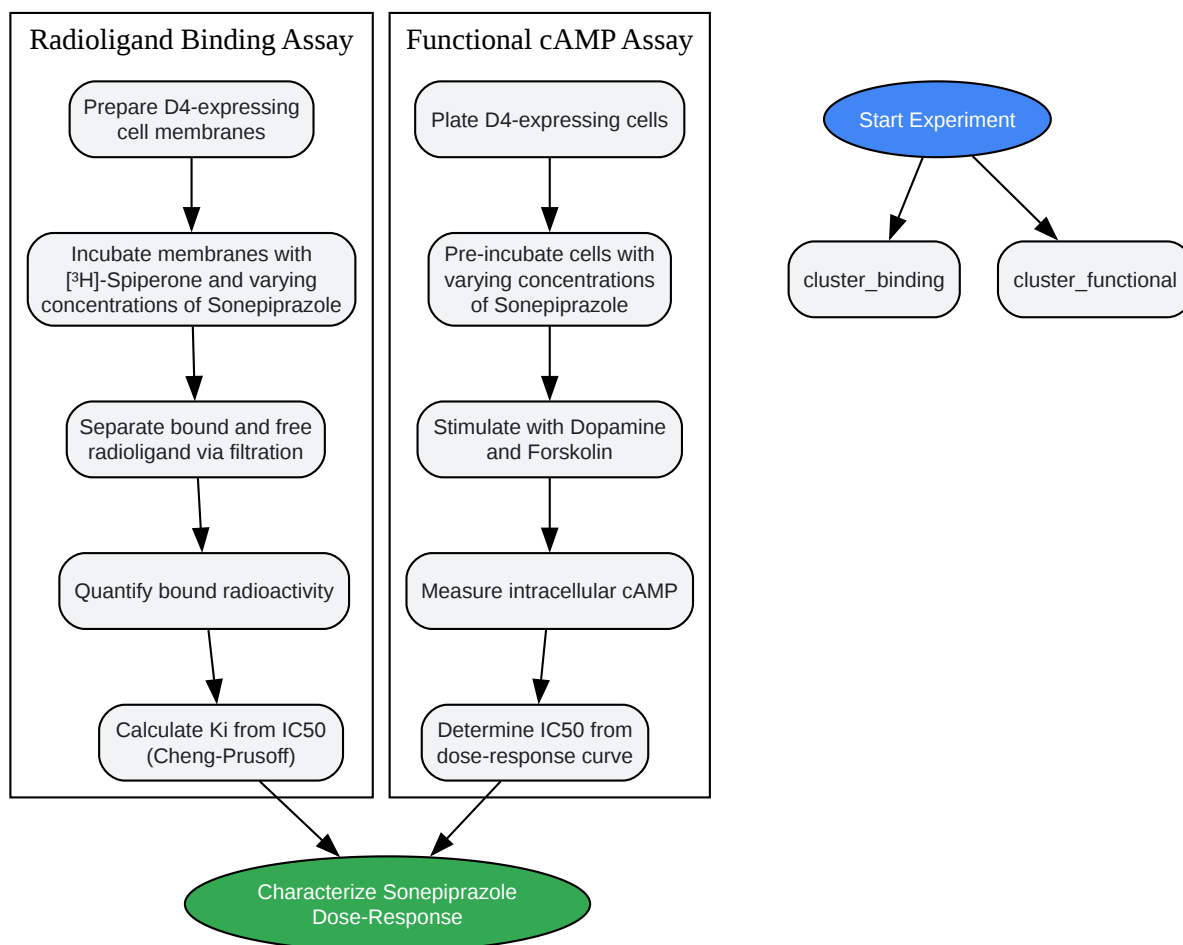 Radioligand Binding Assay
Prepare D4-expressing
cell membranes
Incubate membranes with
[³H]-Spiperone and varying
concentrations of Sonepiprazole
Separate bound and free
radioligand via filtration
Quantify bound radioactivity
Calculate Ki from IC50
(Cheng-Prusoff)
Functional cAMP Assay
Plate D4-expressing cells
Pre-incubate cells with
varying concentrations
of Sonepiprazole
Stimulate with Dopamine
and Forskolin
Measure intracellular cAMP
Determine IC50 from
dose-response curve
Characterize Sonepiprazole
Dose-Response
Start Experiment
cluster_binding
cluster_functional